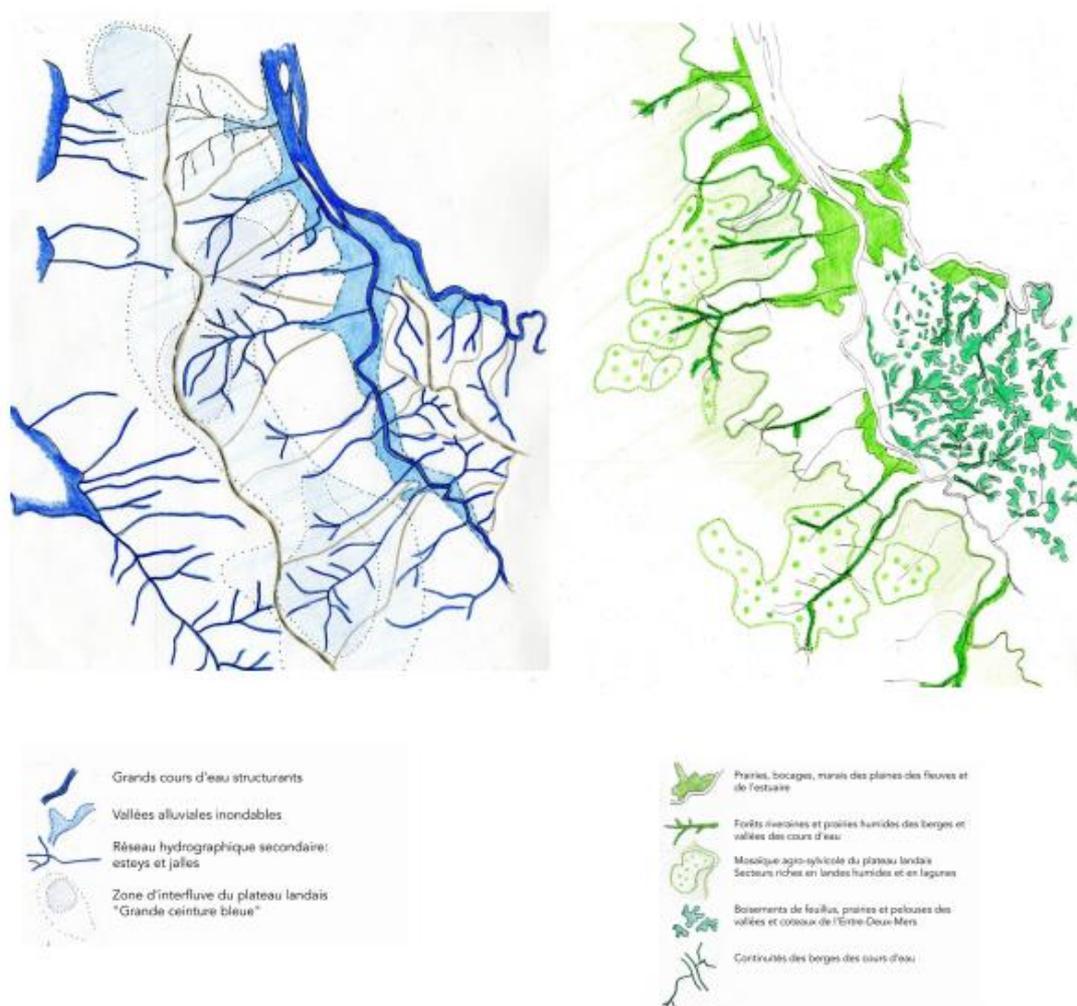 Grands cours d'eau structurants
Vallées alluviales inondables
Réseau hydrographique secondaire:
esteys et jalles
Zone d'interfluve du plateau landais
"Grande ceinture bleue"
Prairies, bocages, marais des plaines des fleuves et
de l'estuaire
Forêts riveraines et prairies humides des berges et
vallées des cours d'eau
Mosaïque agro-sylvicole du plateau landais
Secteurs riches en landes humides et en lagunes
Boisements de feuillus, prairies et pelouses des
vallées et coteaux de l'Entre-Deux-Mers
Continuités des berges des cours d'eau